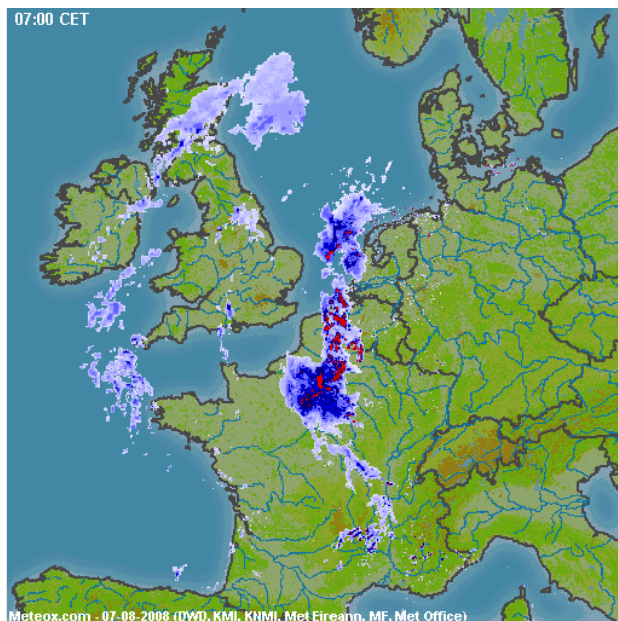 07:00 CET
Meteox.com - 07-08-2008 (DWD, KMI, KNMI, Met Eireann, MF, Met Office)